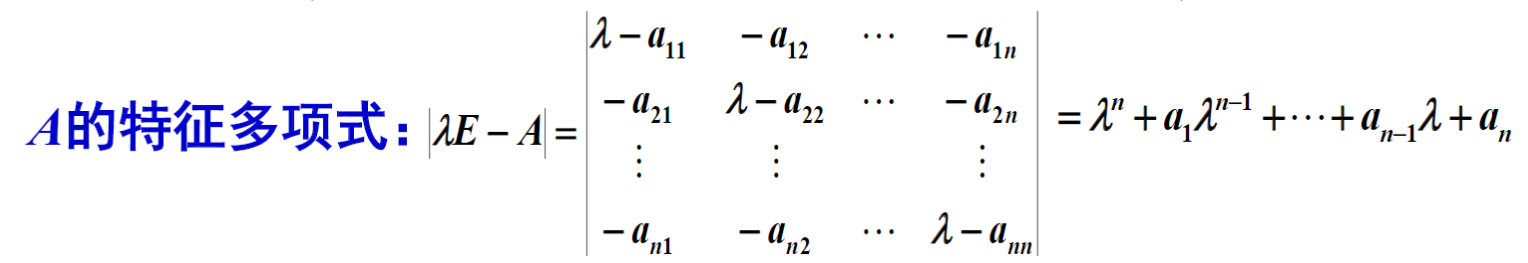 A的特征多项式：|λE − A| = | λ − a₁₁ − a₁₂ ⋯ − a₁ₙ |
| − a₂₁ λ − a₂₂ ⋯ − a₂ₙ |
| ⋮ ⋮ ⋮ |
| − aₙ₁ − aₙ₂ ⋯ λ − aₙₙ |
= λⁿ + a₁λⁿ⁻¹ + ⋯ + aₙ₋₁λ + aₙ